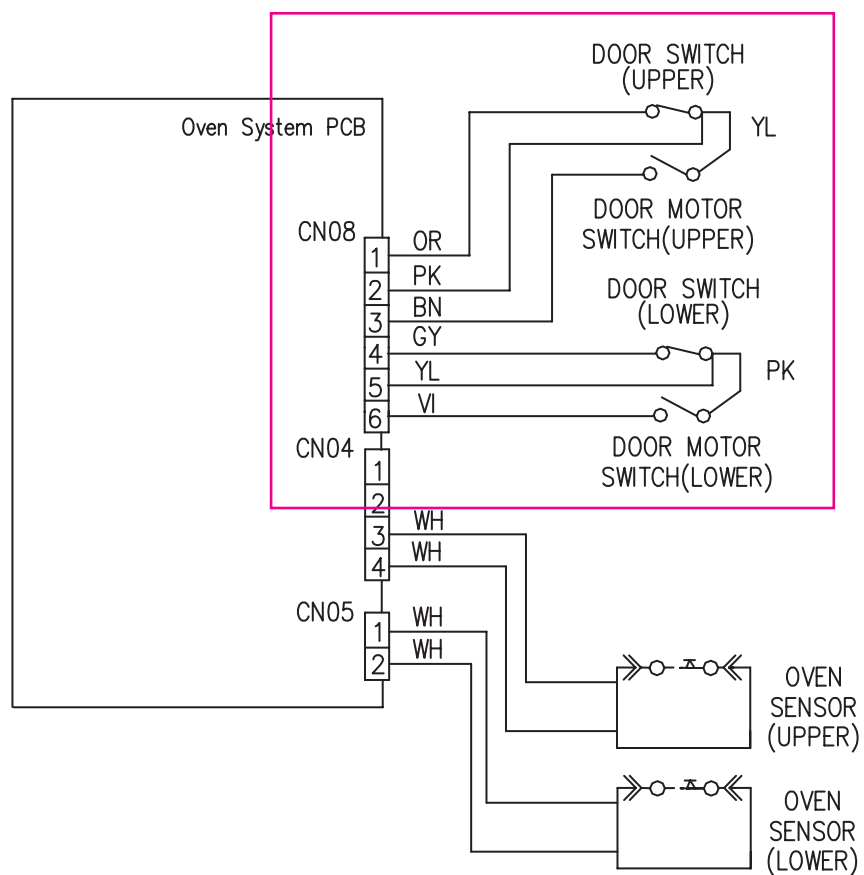 DOOR SWITCH
(UPPER)
YL
Oven System PCB
DOOR MOTOR
SWITCH(UPPER)
CN08
1
OR
2
PK
3
BN
4
GY
5
YL
6
VI
DOOR SWITCH
(LOWER)
PK
DOOR MOTOR
SWITCH(LOWER)
CN04
1
2
3
WH
4
WH
CN05
1
WH
2
WH
OVEN
SENSOR
(UPPER)
OVEN
SENSOR
(LOWER)